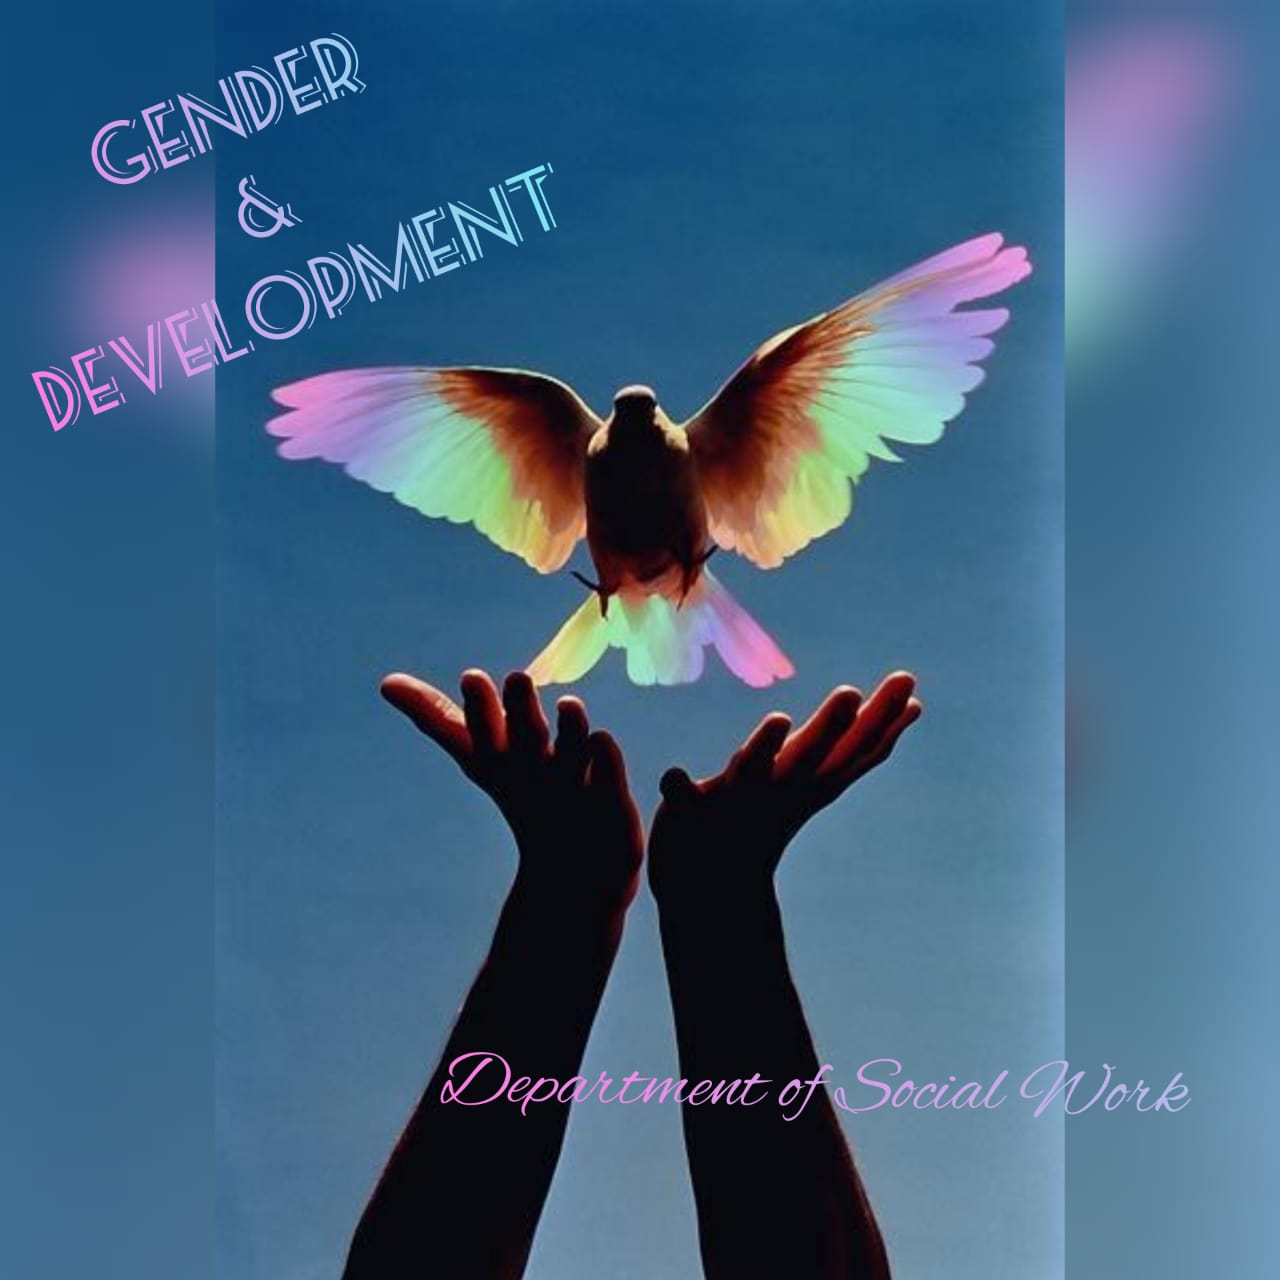 GENDER
&
DEVELOPMENT
Department of Social Work